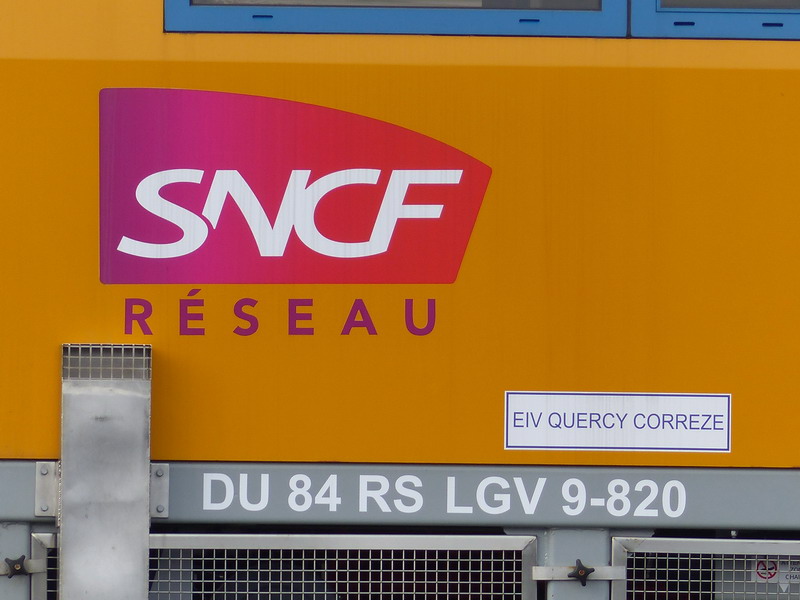 SNCF
RÉSEAU
EIV QUERCY CORREZE
DU 84 RS LGV 9-820